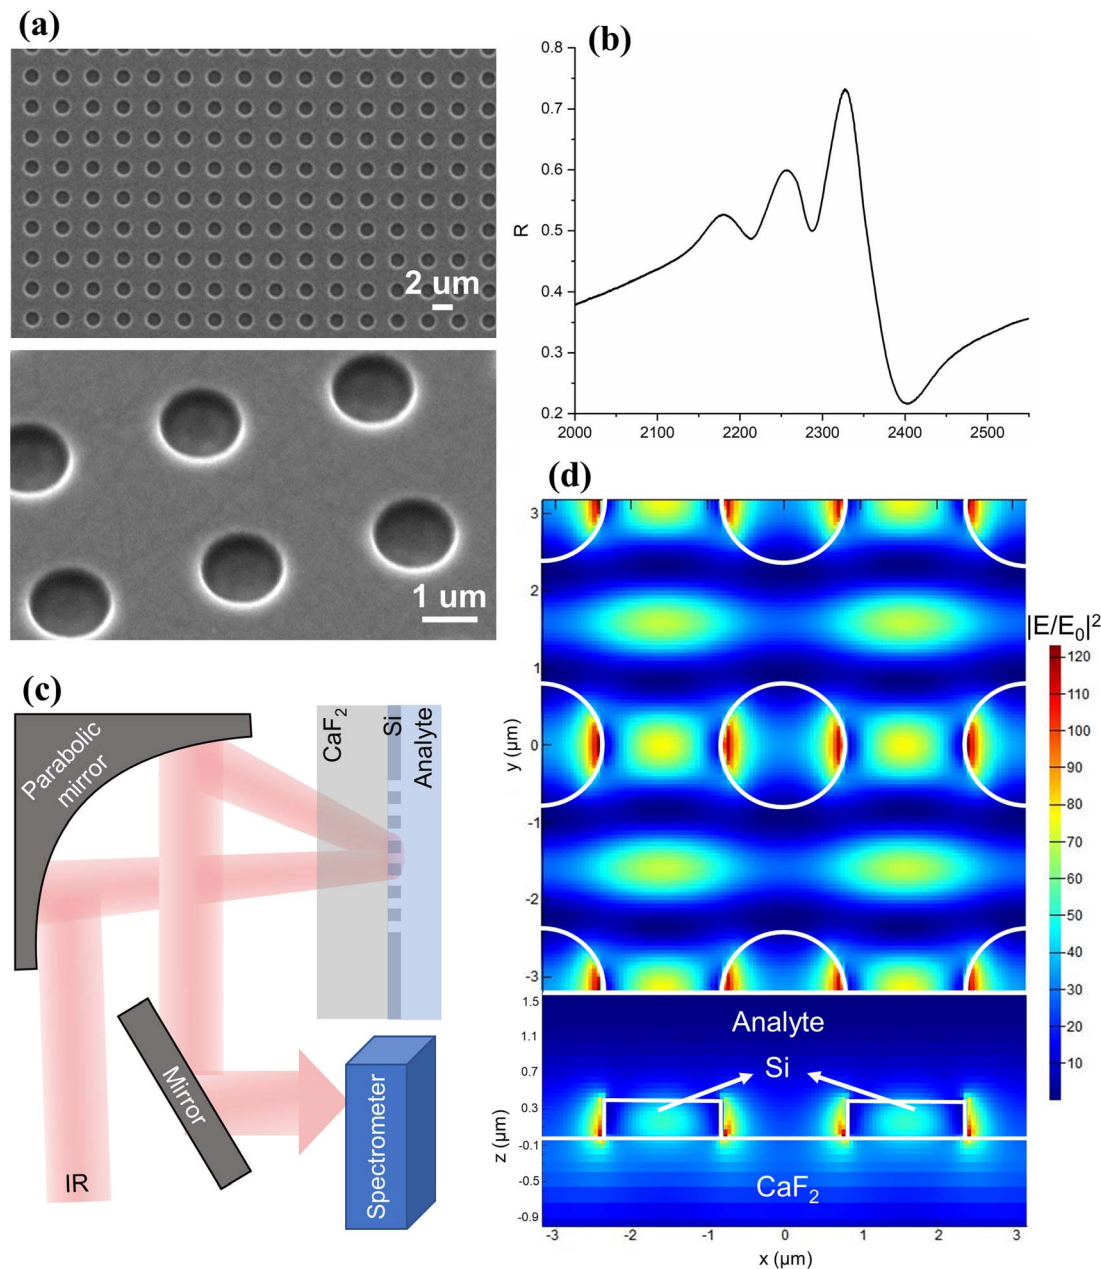 (a)
2 um
1 um
(b)
0.8
0.7
0.6
0.5
0.4
0.3
0.2
R
2000 2100 2200 2300 2400 2500
(c)
Parabolic
mirror
CaF2
Si
Analyte
Mirror
IR
Spectrometer
(d)
3
2
1
0
-1
-2
-3
y (µm)
|E/E0|2
120
110
100
90
80
70
60
50
40
30
20
10
1.5
1.1
0.7
0.3
-0.1
-0.5
-0.9
z (µm)
Analyte
Si
CaF2
-3 -2 -1 0 1 2 3
x (µm)